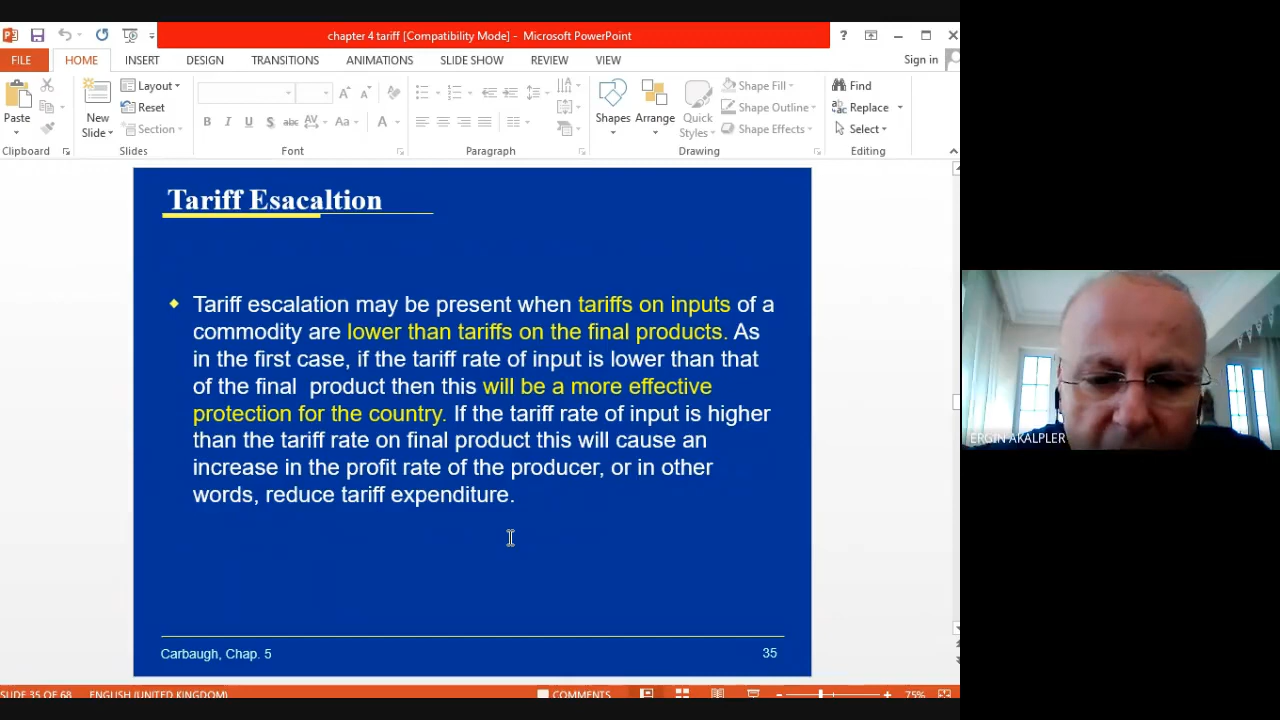 chapter 4 tariff [Compatibility Mode] - Microsoft PowerPoint
?
FILE HOME INSERT DESIGN TRANSITIONS ANIMATIONS SLIDE SHOW REVIEW VIEW Sign in
Paste
New
Slide
Layout
Reset
Section
B I U S abc AV Aa A
Shapes Arrange Quick
Styles
Shape Fill
Shape Outline
Shape Effects
Find
Replace
Select
Clipboard Slides Font Paragraph Drawing Editing
Tariff Esacaltion
Tariff escalation may be present when tariffs on inputs of a
commodity are lower than tariffs on the final products. As
in the first case, if the tariff rate of input is lower than that
of the final product then this will be a more effective
protection for the country. If the tariff rate of input is higher
than the tariff rate on final product this will cause an
increase in the profit rate of the producer, or in other
words, reduce tariff expenditure.
Carbaugh, Chap. 5 35
SLIDE 35 OF 68 ENGLISH (UNITED KINGDOM) COMMENTS 75%
ERGIN AKALPLER